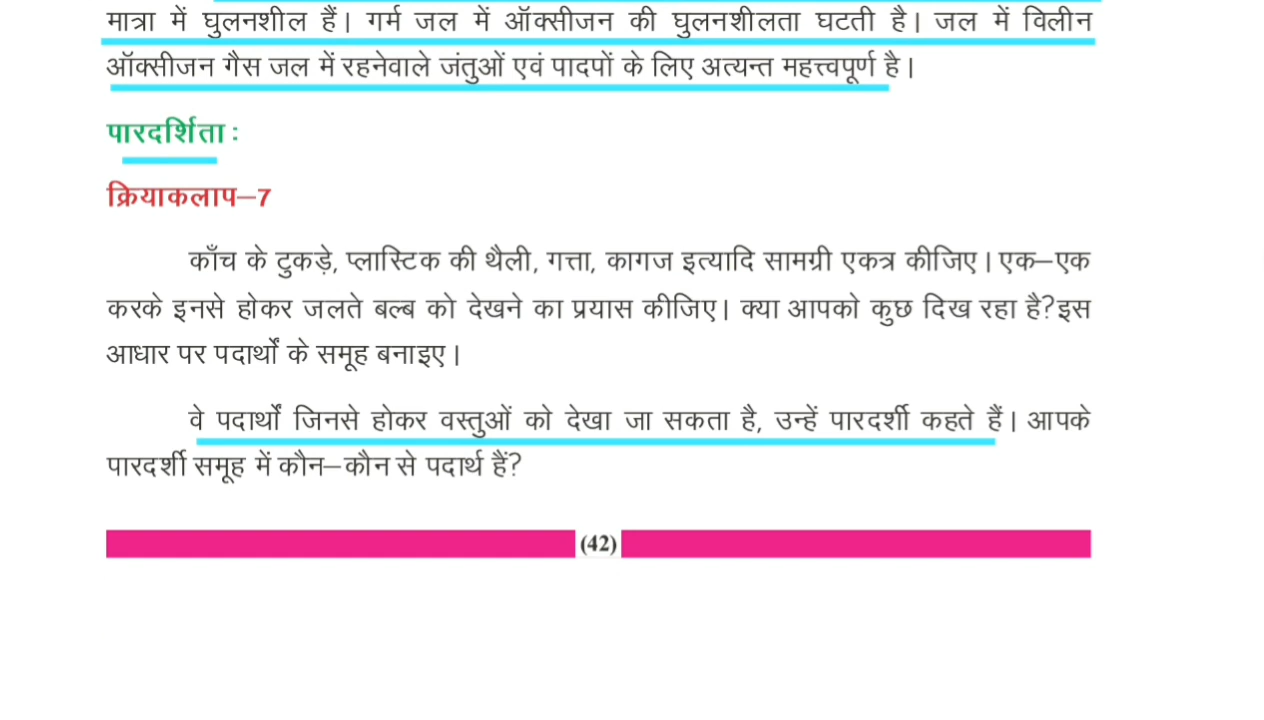 मात्रा में घुलनशील हैं। गर्म जल में ऑक्सीजन की घुलनशीलता घटती है। जल में विलीन
ऑक्सीजन गैस जल में रहनेवाले जंतुओं एवं पादपों के लिए अत्यन्त महत्त्वपूर्ण है।
पारदर्शिता :
क्रियाकलाप–7
काँच के टुकड़े, प्लास्टिक की थैली, गत्ता, कागज इत्यादि सामग्री एकत्र कीजिए। एक–एक
करके इनसे होकर जलते बल्ब को देखने का प्रयास कीजिए। क्या आपको कुछ दिख रहा है?इस
आधार पर पदार्थों के समूह बनाइए।
वे पदार्थों जिनसे होकर वस्तुओं को देखा जा सकता है, उन्हें पारदर्शी कहते हैं। आपके
पारदर्शी समूह में कौन–कौन से पदार्थ हैं?
(42)